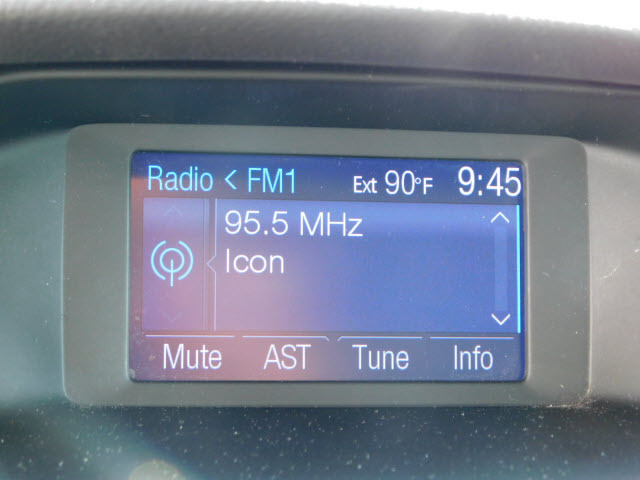 Radio < FM1 Ext 90°F 9:45
95.5 MHz
Icon
Mute AST Tune Info